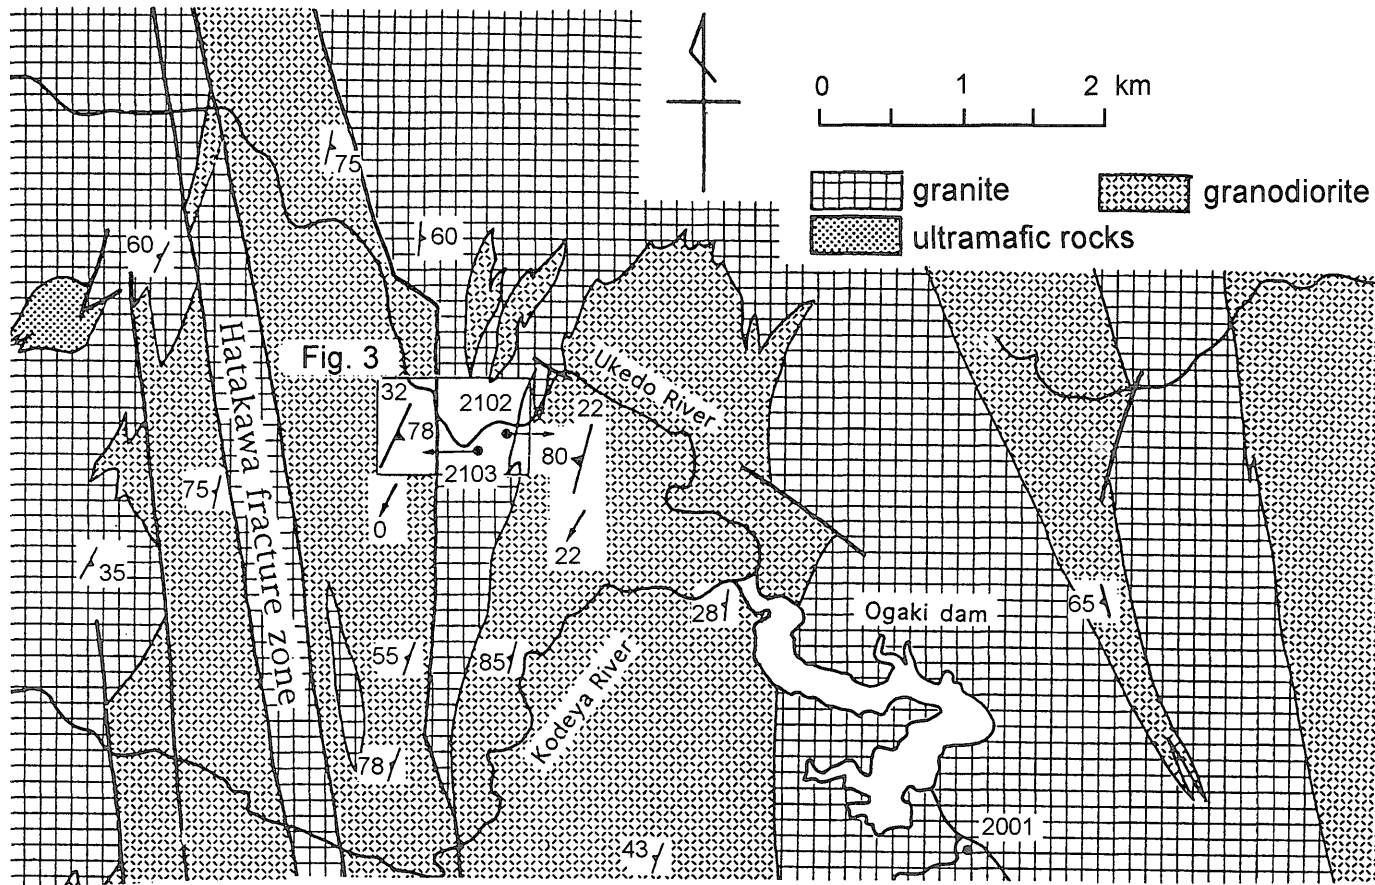 0 1 2 km
granite
granodiorite
ultramafic rocks
75
60
60
Fig. 3
Ukedo River
Hatakawa fracture zone
32
2102
22
78
80
2103
75
0
22
35
28
Ogaki dam
65
55
85
Kodeya River
78
2001
43